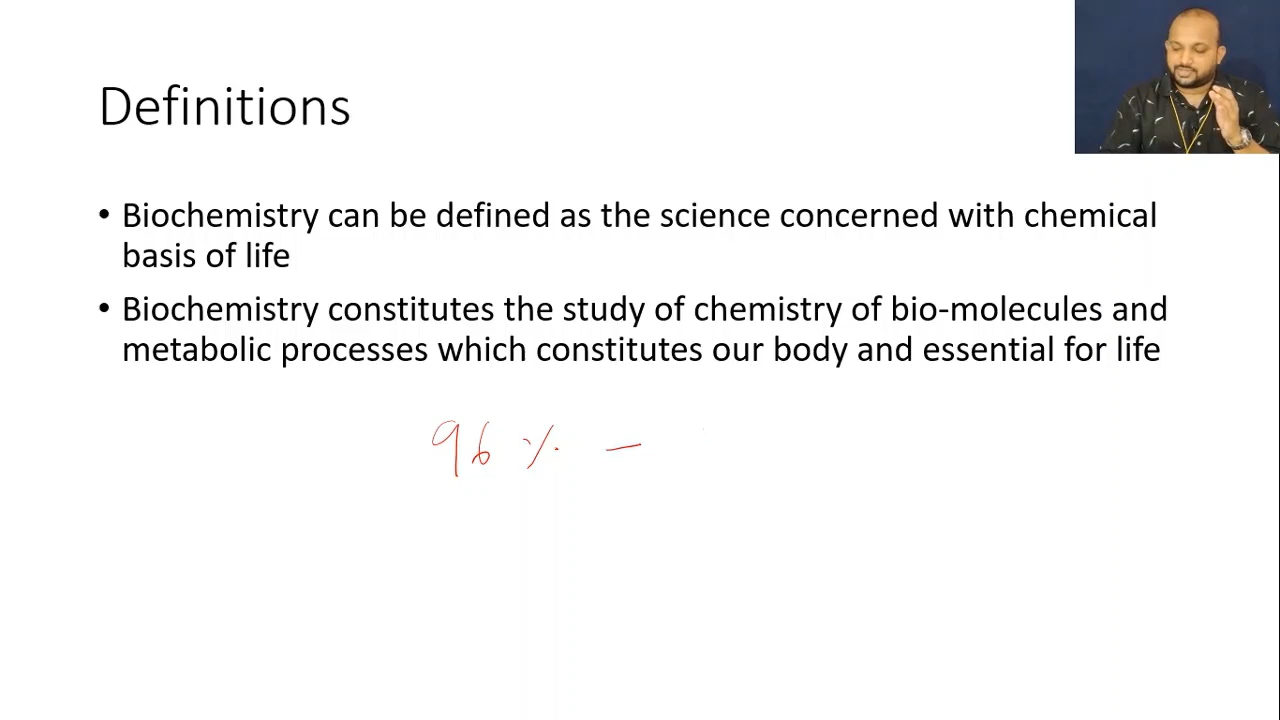 Definitions
• Biochemistry can be defined as the science concerned with chemical
basis of life
• Biochemistry constitutes the study of chemistry of bio-molecules and
metabolic processes which constitutes our body and essential for life
96 % –